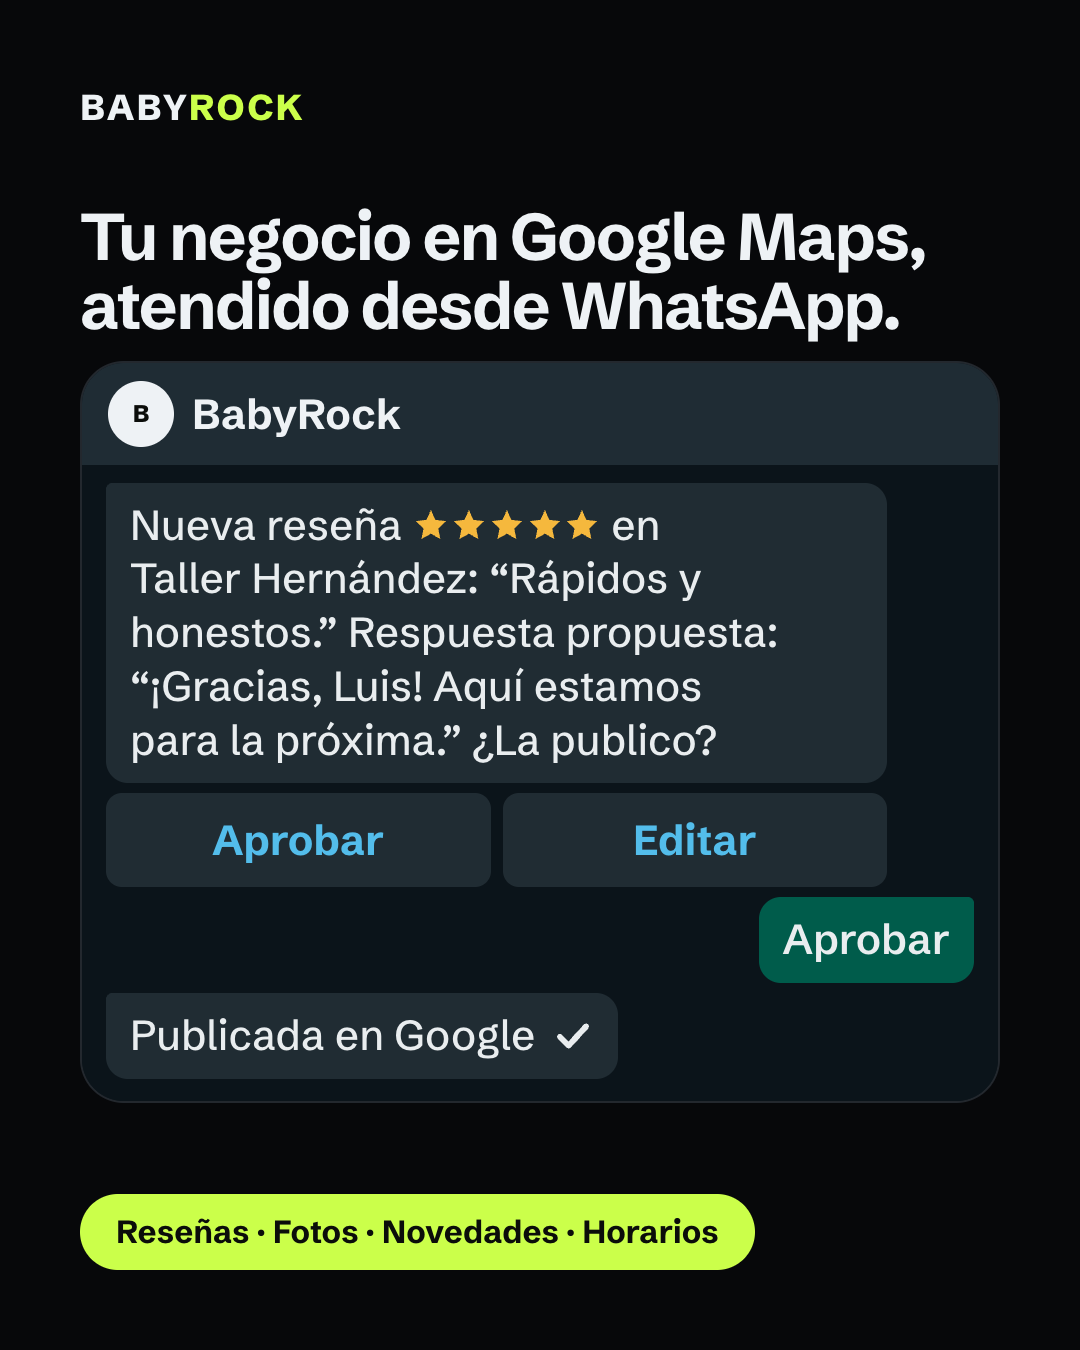 BABYROCK
Tu negocio en Google Maps,
atendido desde WhatsApp.
B BabyRock
Nueva reseña ★★★★★ en
Taller Hernández: “Rápidos y
honestos.” Respuesta propuesta:
“¡Gracias, Luis! Aquí estamos
para la próxima.” ¿La publico?
Aprobar Editar
Aprobar
Publicada en Google ✓
Reseñas · Fotos · Novedades · Horarios